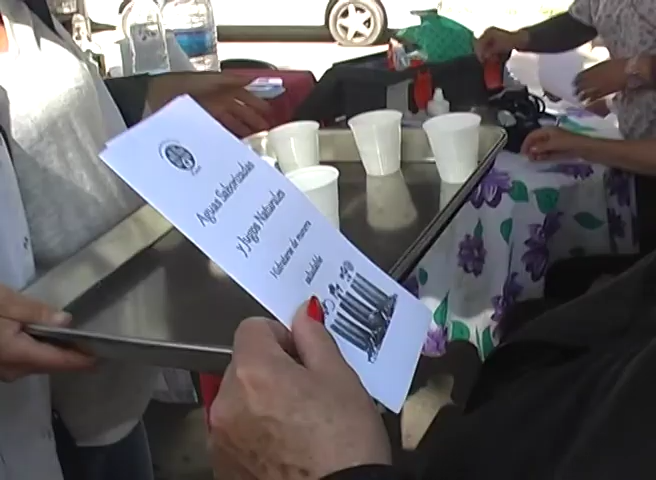 Aguas Saborizadas
y Jugos Naturales
Hidratarse de manera
saludable